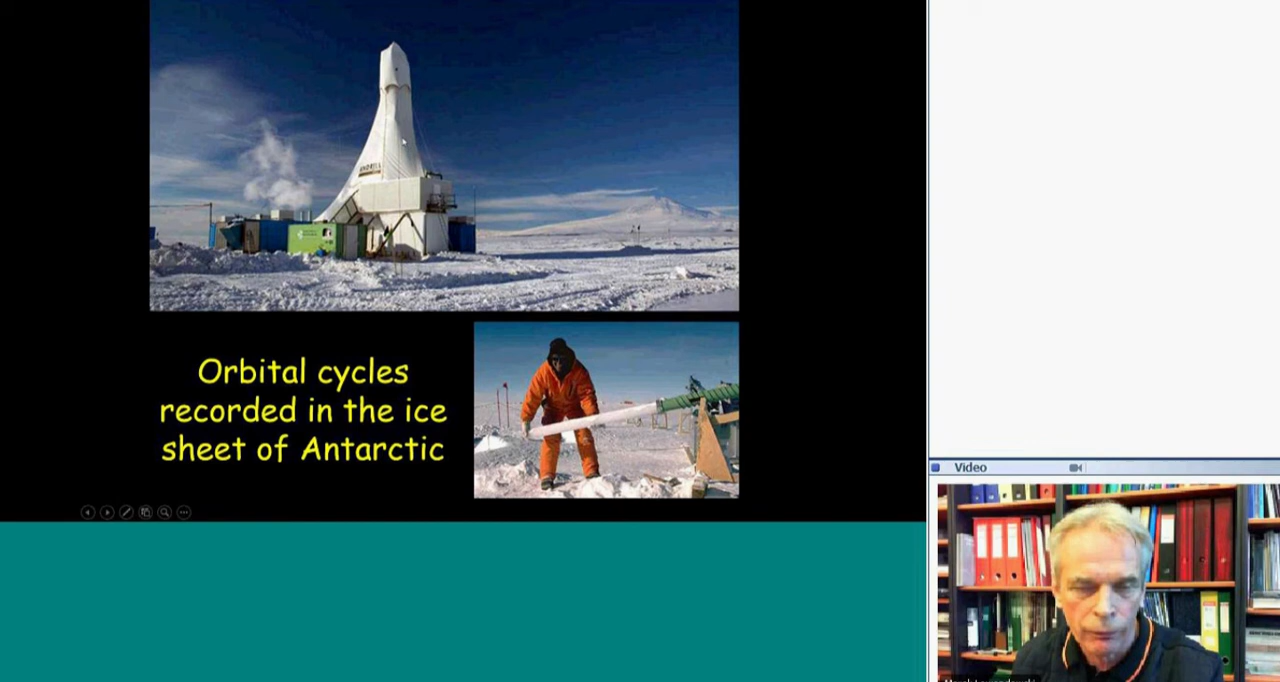 Orbital cycles
recorded in the ice
sheet of Antarctic
Video